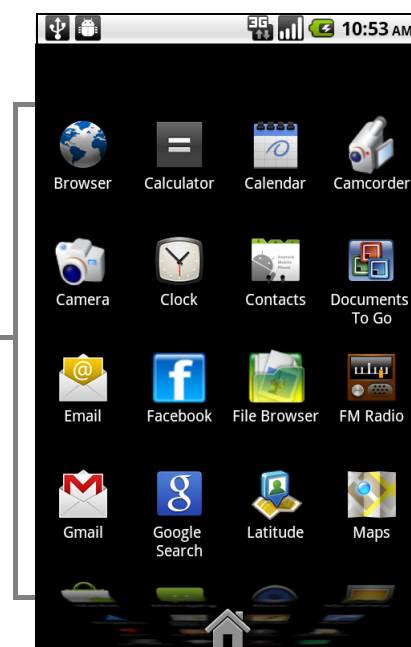 3G 10:53 AM
Browser Calculator Calendar Camcorder
Camera Clock Contacts Documents
To Go
Email Facebook File Browser FM Radio
Gmail Google Latitude Maps
Search